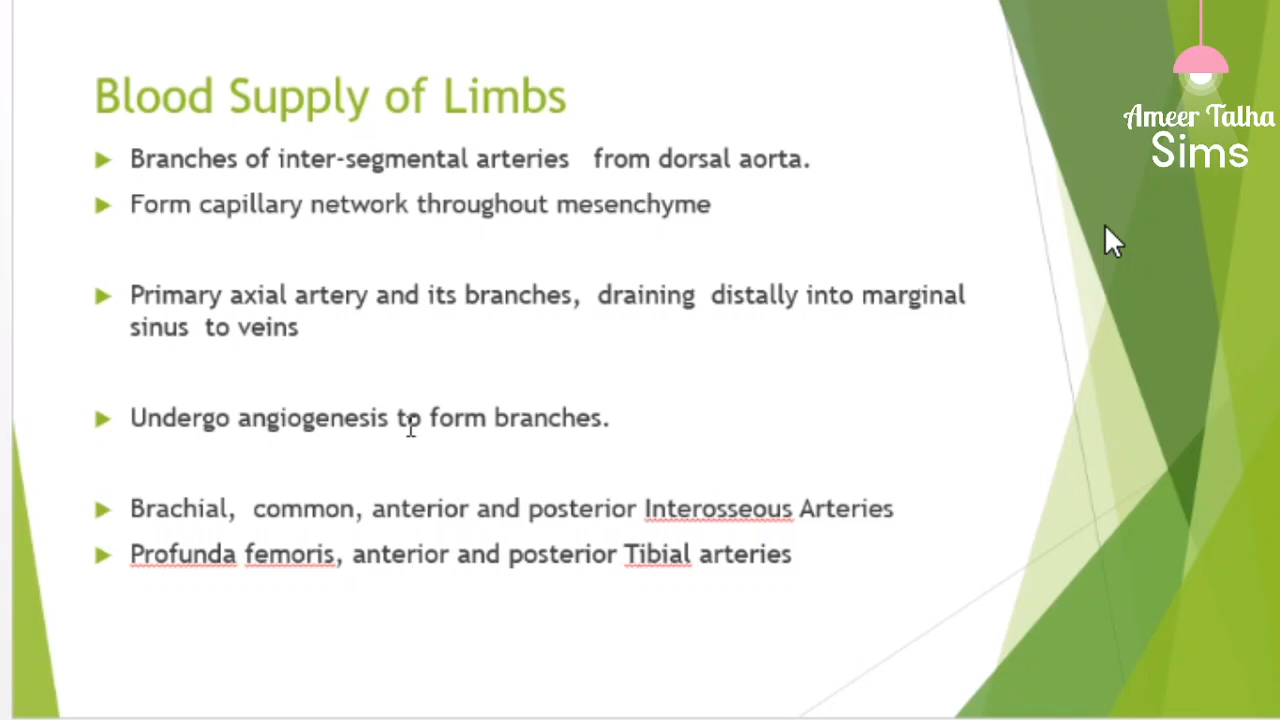 Blood Supply of Limbs
Branches of inter-segmental arteries from dorsal aorta.
Form capillary network throughout mesenchyme
Primary axial artery and its branches, draining distally into marginal
sinus to veins
Undergo angiogenesis to form branches.
Brachial, common, anterior and posterior Interosseous Arteries
Profunda femoris, anterior and posterior Tibial arteries
Ameer Talha
Sims